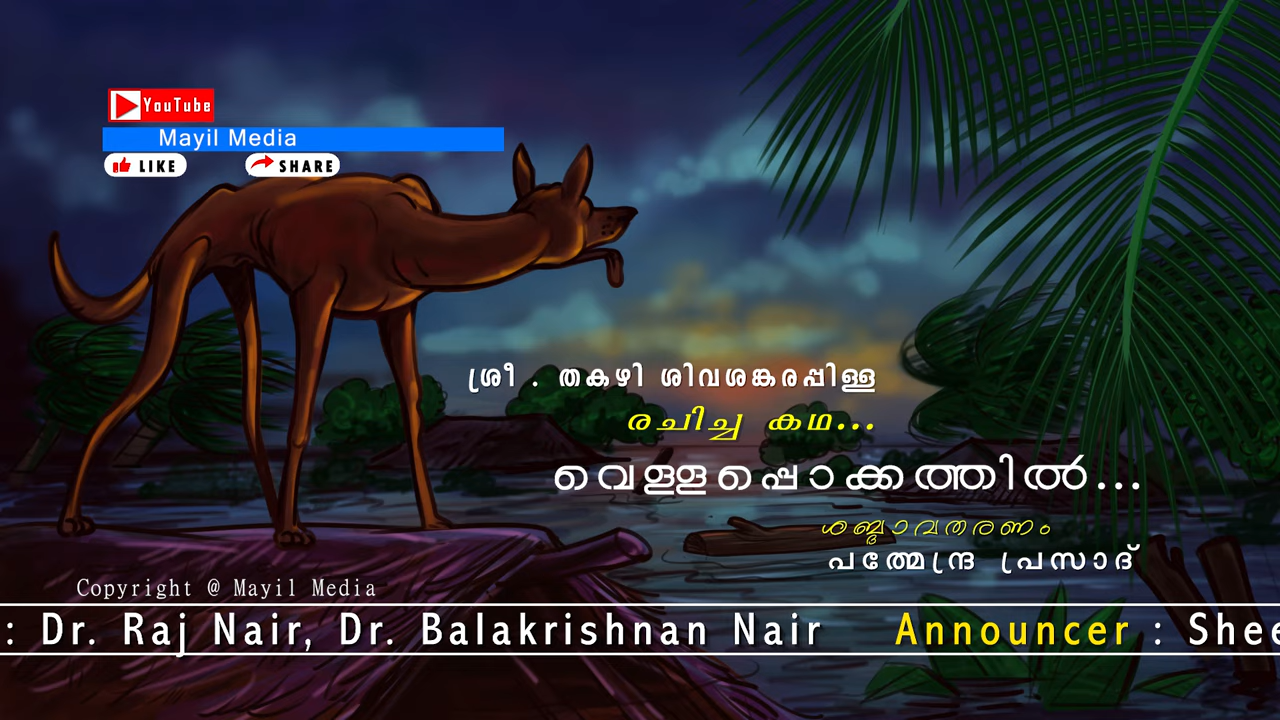 YouTube
Mayil Media
LIKE
SHARE
ശ്രീ . തകഴി ശിവശങ്കരപ്പിള്ള
രചിച്ച കഥ...
വെള്ളപ്പൊക്കത്തിൽ...
ശബ്ദാവതരണം
പത്മേന്ദ്ര പ്രസാദ്
Copyright @ Mayil Media
: Dr. Raj Nair, Dr. Balakrishnan Nair Announcer :